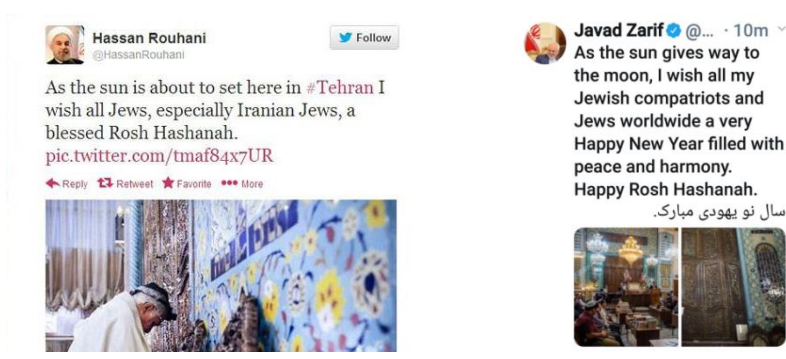 Hassan Rouhani
@HassanRouhani
Follow
As the sun is about to set here in #Tehran I
wish all Jews, especially Iranian Jews, a
blessed Rosh Hashanah.
pic.twitter.com/tmaf84x7UR
Reply Retweet Favorite More
Javad Zarif @... · 10m
As the sun gives way to
the moon, I wish all my
Jewish compatriots and
Jews worldwide a very
Happy New Year filled with
peace and harmony.
Happy Rosh Hashanah.
سال نو یهودی مبارک.